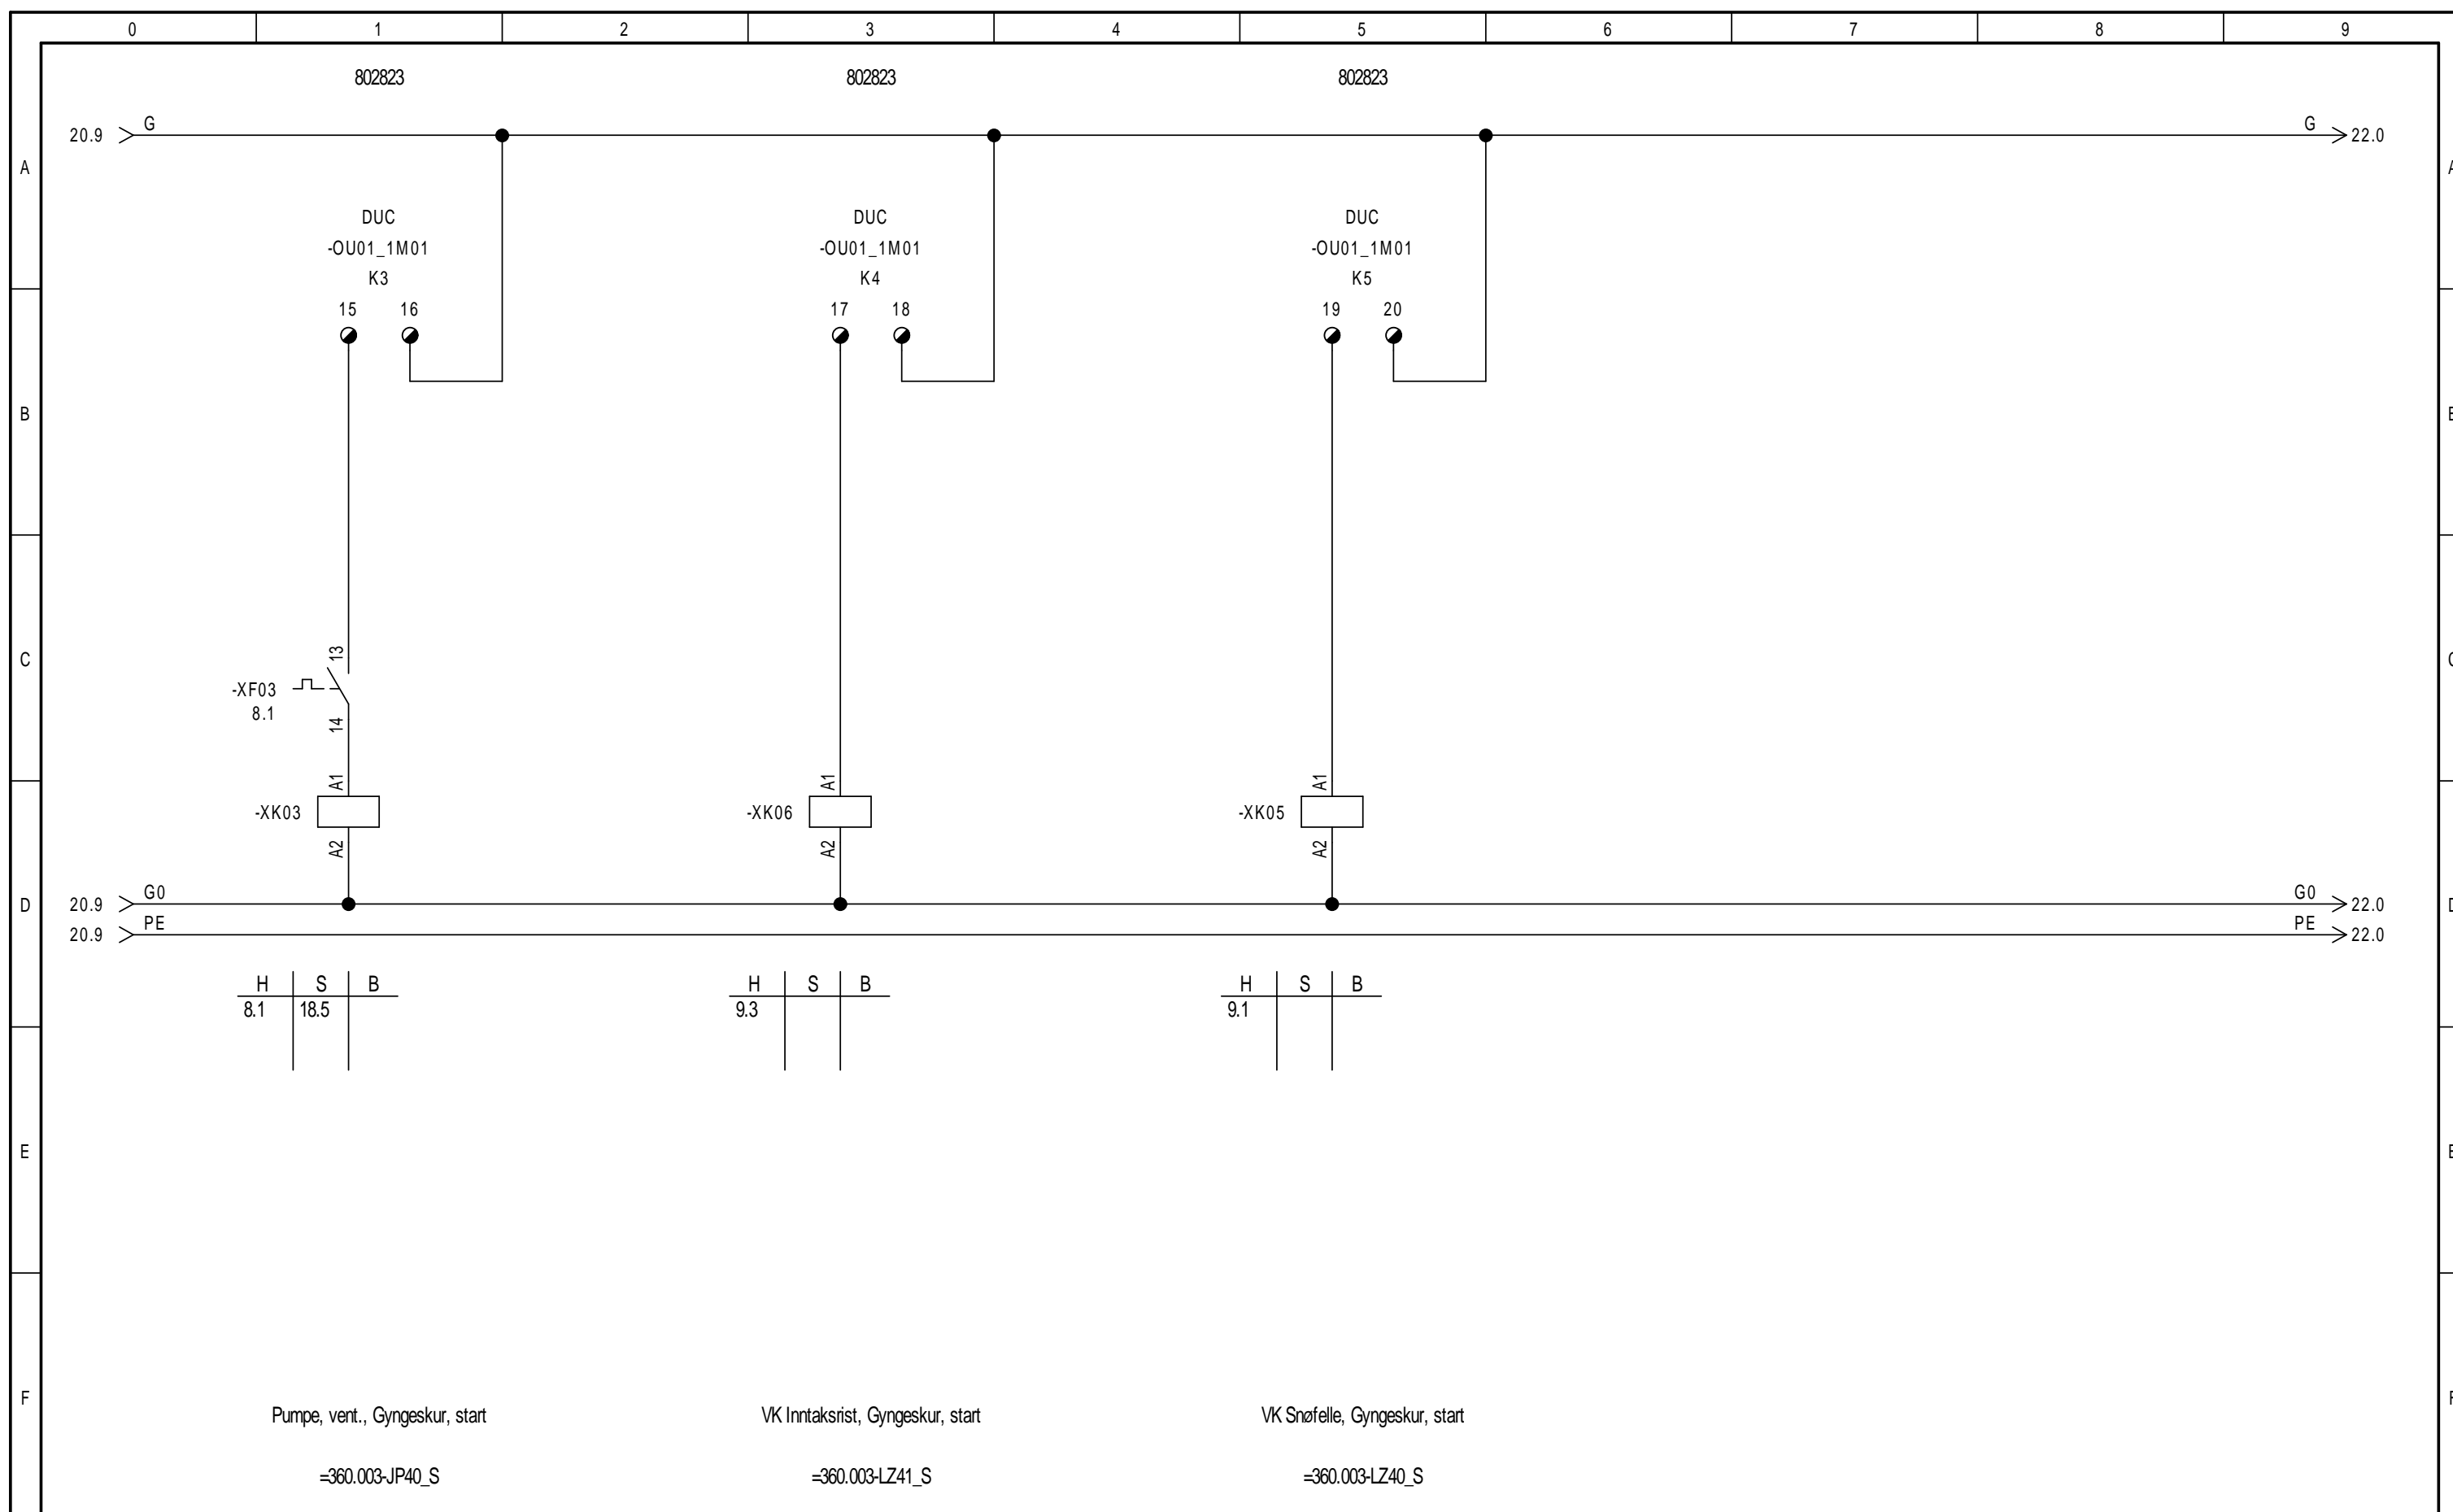 0 1 2 3 4 5 6 7 8 9
802823 802823 802823
G G
20.9 22.0
A A
DUC DUC DUC
-OU01_1M01 -OU01_1M01 -OU01_1M01
K3 K4 K5
15 16 17 18 19 20
B
13
C
-XF03
8.1
14
A1 A1 A1
-XK03 -XK06 -XK05
A2 A2 A2
G0 G0
D 20.9 22.0
PE PE
20.9 22.0
H S B H S B H S B
8.1 18.5 9.3 9.1
E
F
Pumpe, vent., Gyngeskur, start VK Inntaksrist, Gyngeskur, start VK Snøfelle, Gyngeskur, start
=360.003-JP40_S =360.003-LZ41_S =360.003-LZ40_S